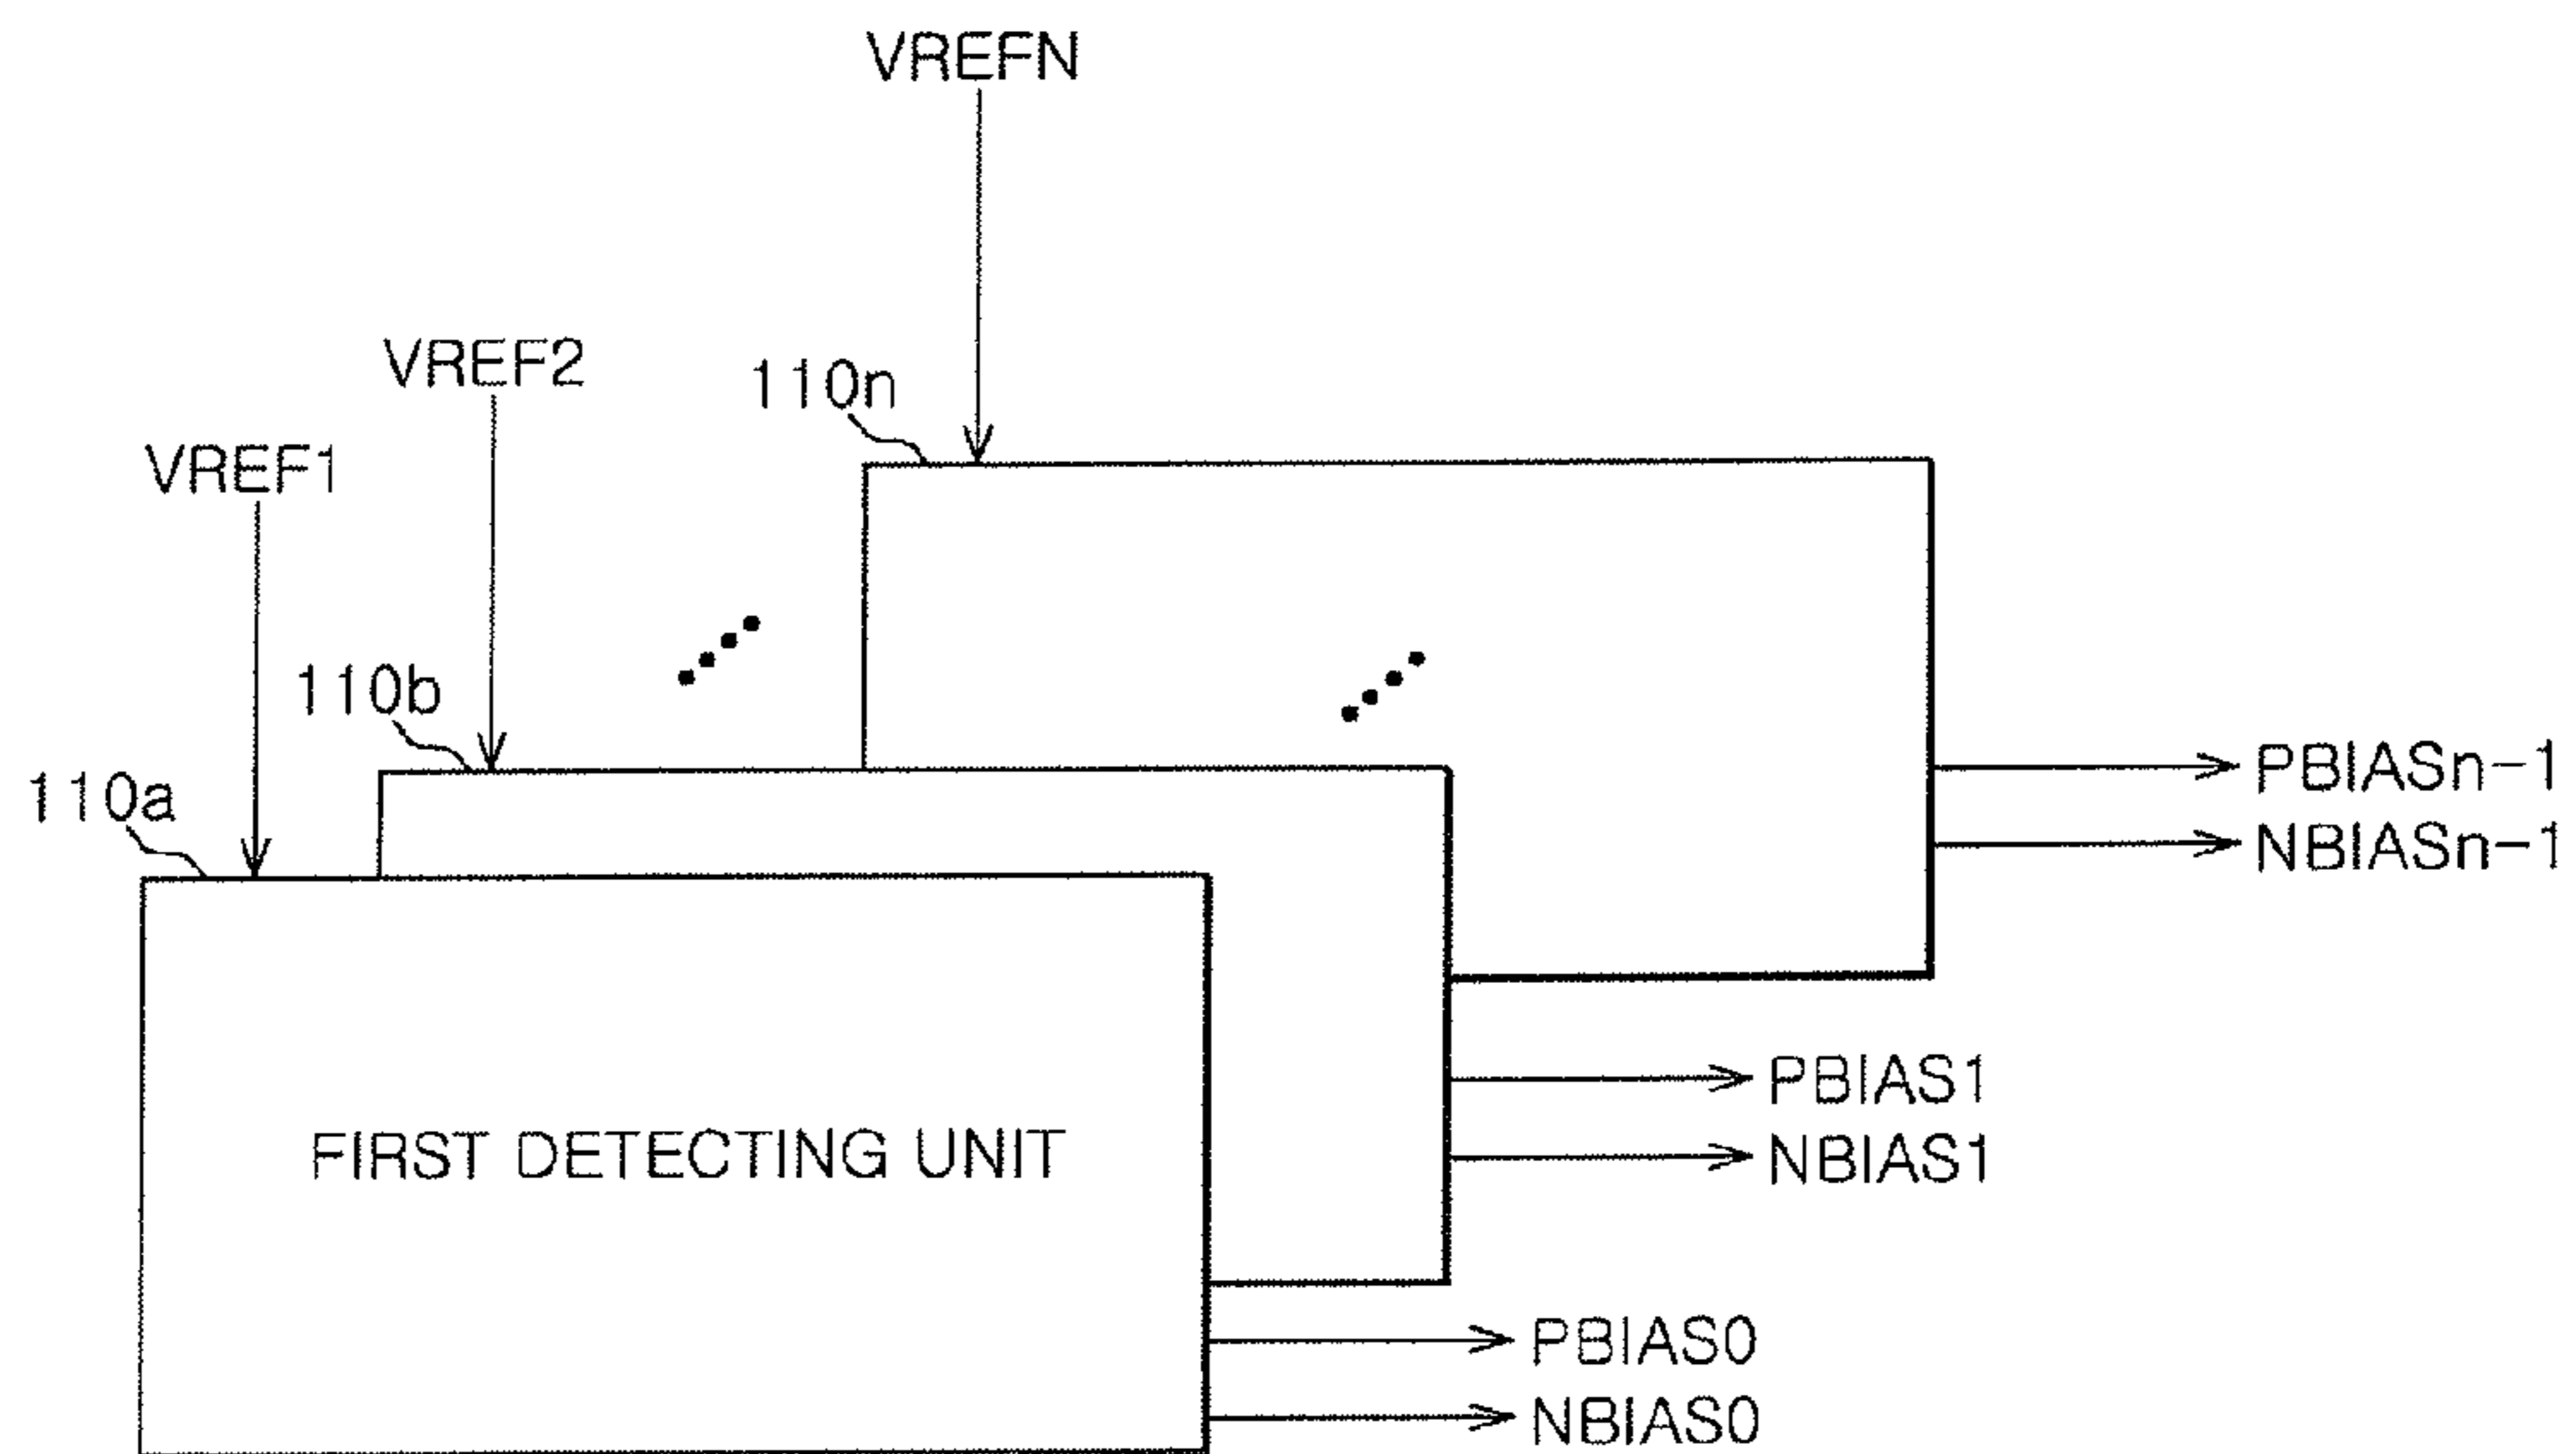 VREFN
VREF2
110n
VREF1
110b
110a
PBIASn-1
NBIASn-1
PBIAS1
NBIAS1
FIRST DETECTING UNIT
PBIAS0
NBIAS0